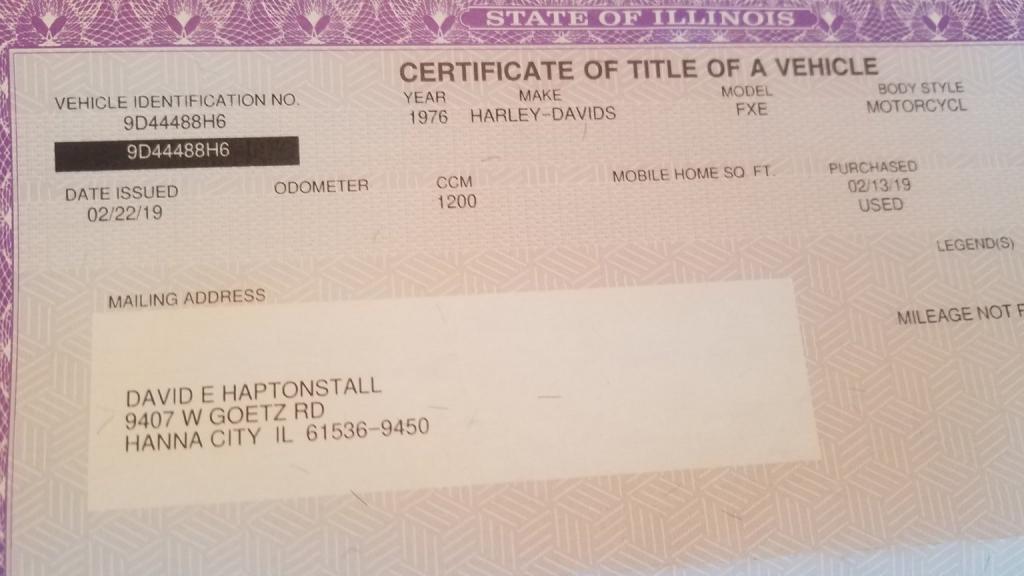 STATE OF ILLINOIS
CERTIFICATE OF TITLE OF A VEHICLE
VEHICLE IDENTIFICATION NO. YEAR MAKE MODEL BODY STYLE
9D44488H6 1976 HARLEY-DAVIDS FXE MOTORCYCL
9D44488H6
DATE ISSUED ODOMETER CCM MOBILE HOME SQ. FT. PURCHASED
02/22/19 1200 02/13/19
USED
LEGEND(S)
MAILING ADDRESS
MILEAGE NOT
DAVID E HAPTONSTALL
9407 W GOETZ RD
HANNA CITY IL 61536-9450